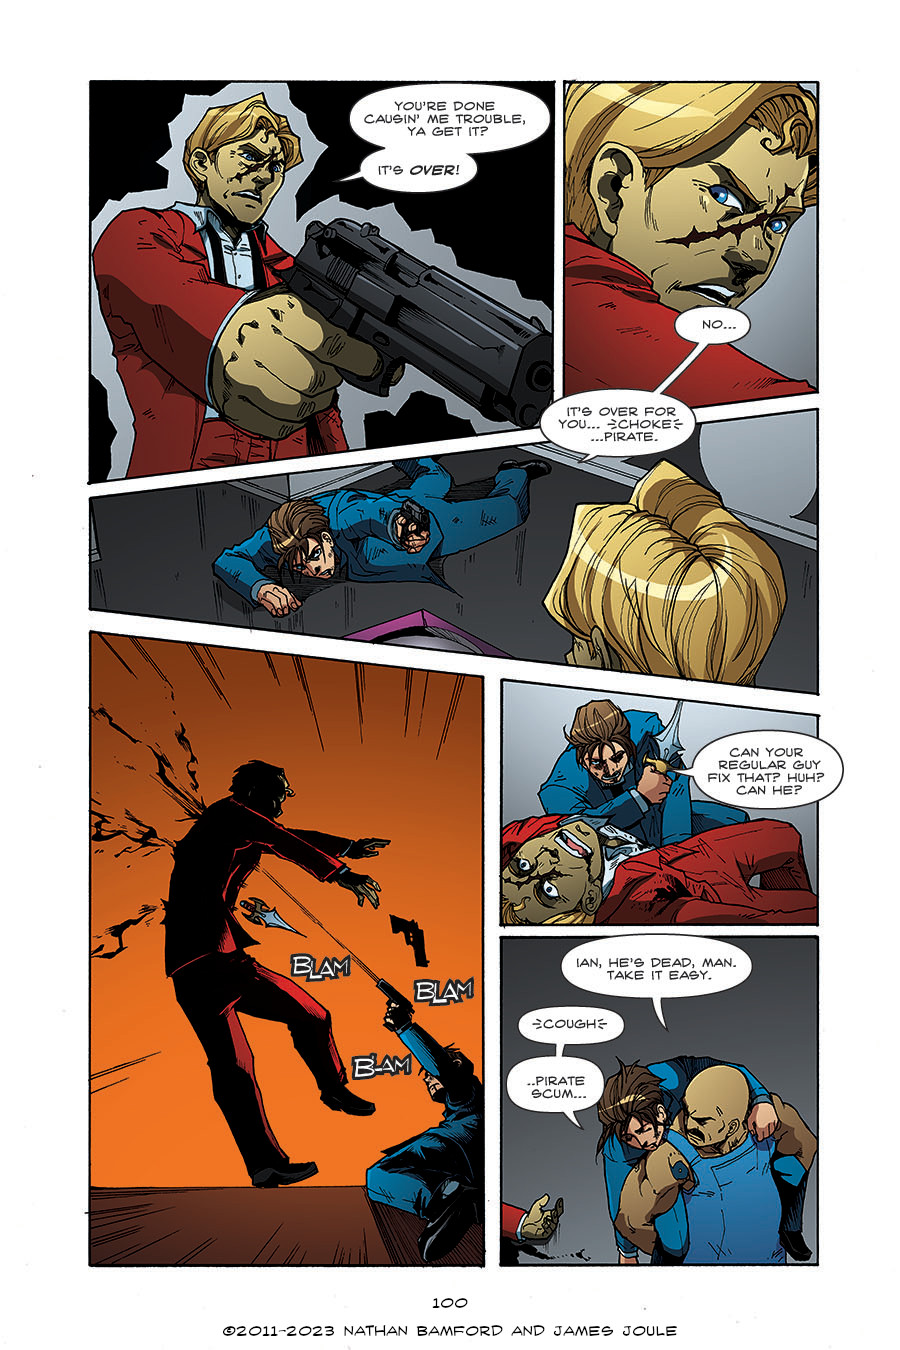 YOU'RE DONE
CAUSIN' ME TROUBLE,
YA GET IT?
IT'S OVER!
NO...
IT'S OVER FOR
YOU... CHOKE
...PIRATE.
BLAM
BLAM
BLAM
CAN YOUR
REGULAR GUY
FIX THAT? HUH?
CAN HE?
IAN, HE'S DEAD, MAN.
TAKE IT EASY.
COUGH
..PIRATE
SCUM...
100
©2011-2023 NATHAN BAMFORD AND JAMES JOULE